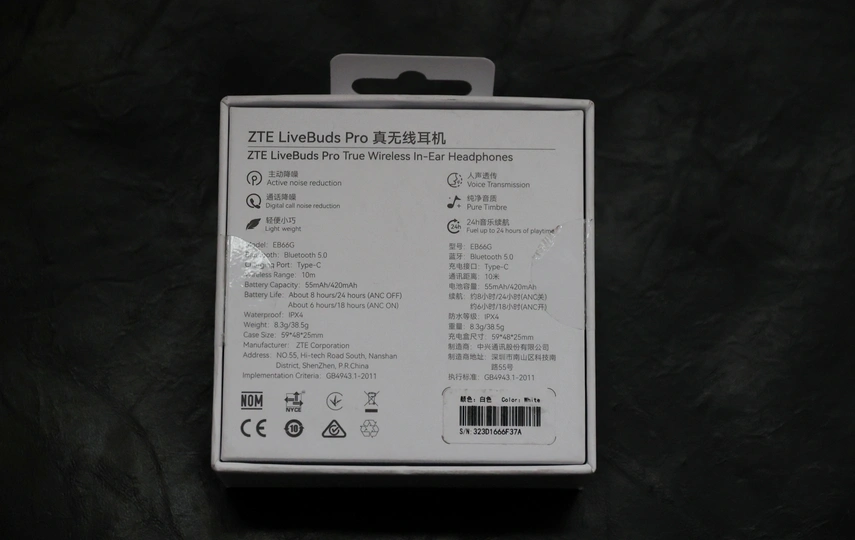 ZTE LiveBuds Pro 真无线耳机
ZTE LiveBuds Pro True Wireless In-Ear Headphones
主动降噪
Active noise reduction
通话降噪
Digital call noise reduction
轻便小巧
Light weight
人声透传
Voice Transmission
纯净音质
Pure Timbre
24h
24h音乐续航
Fuel up to 24 hours of playtime
Model: EB66G
Bluetooth: Bluetooth 5.0
Charging Port: Type-C
Wireless Range: 10m
Battery Capacity: 55mAh/420mAh
Battery Life: About 8 hours/24 hours (ANC OFF)
About 6 hours/18 hours (ANC ON)
Waterproof: IPX4
Weight: 8.3g/38.5g
Case Size: 59*48*25mm
Manufacturer: ZTE Corporation
Address: NO.55, Hi-tech Road South, Nanshan
District, ShenZhen, P.R.China
Implementation Criteria: GB4943.1-2011
型号: EB66G
蓝牙: Bluetooth 5.0
充电接口: Type-C
通讯距离: 10米
电池容量: 55mAh/420mAh
续航: 约8小时/24小时(ANC关)
约6小时/18小时(ANC开)
防水等级: IPX4
重量: 8.3g/38.5g
充电盒尺寸: 59*48*25mm
制造商: 中兴通讯股份有限公司
制造商地址: 深圳市南山区科技南
路55号
执行标准: GB4943.1-2011
NOM
NYCE
CE
10
颜色: 白色 Color: White
S/N:323D1666F37A